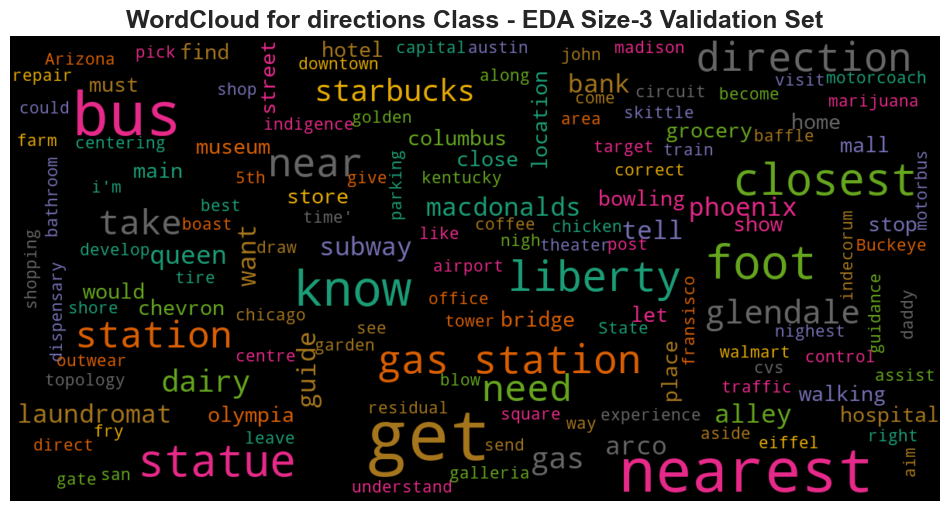 WordCloud for directions Class - EDA Size-3 Validation Set
Arizona pick find street hotel capital austin john madison direction
repair must downtown starbucks along bank visit motorcoach
could bus shop indigence golden location come circuit become marijuana
farm centering museum columbus area skittle grocery baffle home
bathroom i'm main near 5th give parking close kentucky target train correct mall motorbus
take best boast store time' macdonalds coffee chicken bowling phoenix closest
shopping develop queen want draw subway like nigh theater post tell show stop Buckeye
dispensary would tire know airport liberty foot indecorum
shore chevron chicago office tower bridge State let fransisco glendale guidance daddy
station guide see garden place highest
outwear centre gas station walmart control
topology dairy blow need cvs traffic assist
laundromat olympia residual square way experience alley walking hospital
fry leave get send arco aside eiffel right
direct statue gas nearest aim
gate san understand galleria